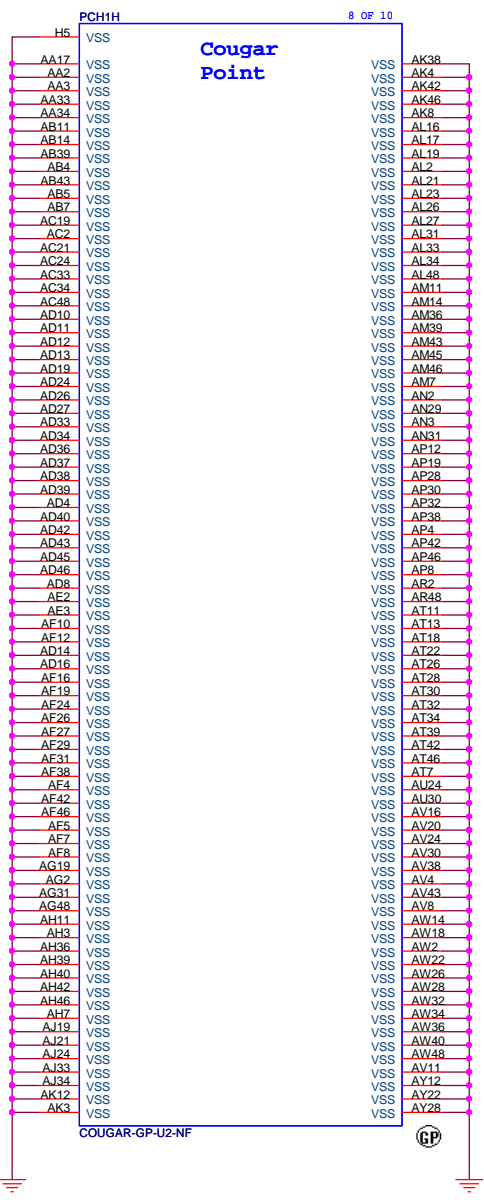 PCH1H 8 OF 10
H5 VSS
Cougar
Point
AA17 VSS VSS AK38
AA2 VSS VSS AK4
AA3 VSS VSS AK42
AA33 VSS VSS AK46
AA34 VSS VSS AK8
AB11 VSS VSS AL16
AB14 VSS VSS AL17
AB39 VSS VSS AL19
AB4 VSS VSS AL2
AB43 VSS VSS AL21
AB5 VSS VSS AL23
AB7 VSS VSS AL26
AC19 VSS VSS AL27
AC2 VSS VSS AL31
AC21 VSS VSS AL33
AC24 VSS VSS AL34
AC33 VSS VSS AL48
AC34 VSS VSS AM11
AC48 VSS VSS AM14
AD10 VSS VSS AM36
AD11 VSS VSS AM39
AD12 VSS VSS AM43
AD13 VSS VSS AM45
AD19 VSS VSS AM46
AD24 VSS VSS AM7
AD26 VSS VSS AN2
AD27 VSS VSS AN29
AD33 VSS VSS AN3
AD34 VSS VSS AN31
AD36 VSS VSS AP12
AD37 VSS VSS AP19
AD38 VSS VSS AP28
AD39 VSS VSS AP30
AD4 VSS VSS AP32
AD40 VSS VSS AP38
AD42 VSS VSS AP4
AD43 VSS VSS AP42
AD45 VSS VSS AP46
AD46 VSS VSS AP8
AD8 VSS VSS AR2
AE2 VSS VSS AR48
AE3 VSS VSS AT11
AF10 VSS VSS AT13
AF12 VSS VSS AT18
AD14 VSS VSS AT22
AD16 VSS VSS AT26
AF16 VSS VSS AT28
AF19 VSS VSS AT30
AF24 VSS VSS AT32
AF26 VSS VSS AT34
AF27 VSS VSS AT39
AF29 VSS VSS AT42
AF31 VSS VSS AT46
AF38 VSS VSS AT7
AF4 VSS VSS AU24
AF42 VSS VSS AU30
AF46 VSS VSS AV16
AF5 VSS VSS AV20
AF7 VSS VSS AV24
AF8 VSS VSS AV30
AG19 VSS VSS AV38
AG2 VSS VSS AV4
AG31 VSS VSS AV43
AG48 VSS VSS AV8
AH11 VSS VSS AW14
AH3 VSS VSS AW18
AH36 VSS VSS AW2
AH39 VSS VSS AW22
AH40 VSS VSS AW26
AH42 VSS VSS AW28
AH46 VSS VSS AW32
AH7 VSS VSS AW34
AJ19 VSS VSS AW36
AJ21 VSS VSS AW40
AJ24 VSS VSS AW48
AJ33 VSS VSS AV11
AJ34 VSS VSS AY12
AK12 VSS VSS AY22
AK3 VSS VSS AY28
COUGAR-GP-U2-NF
GP